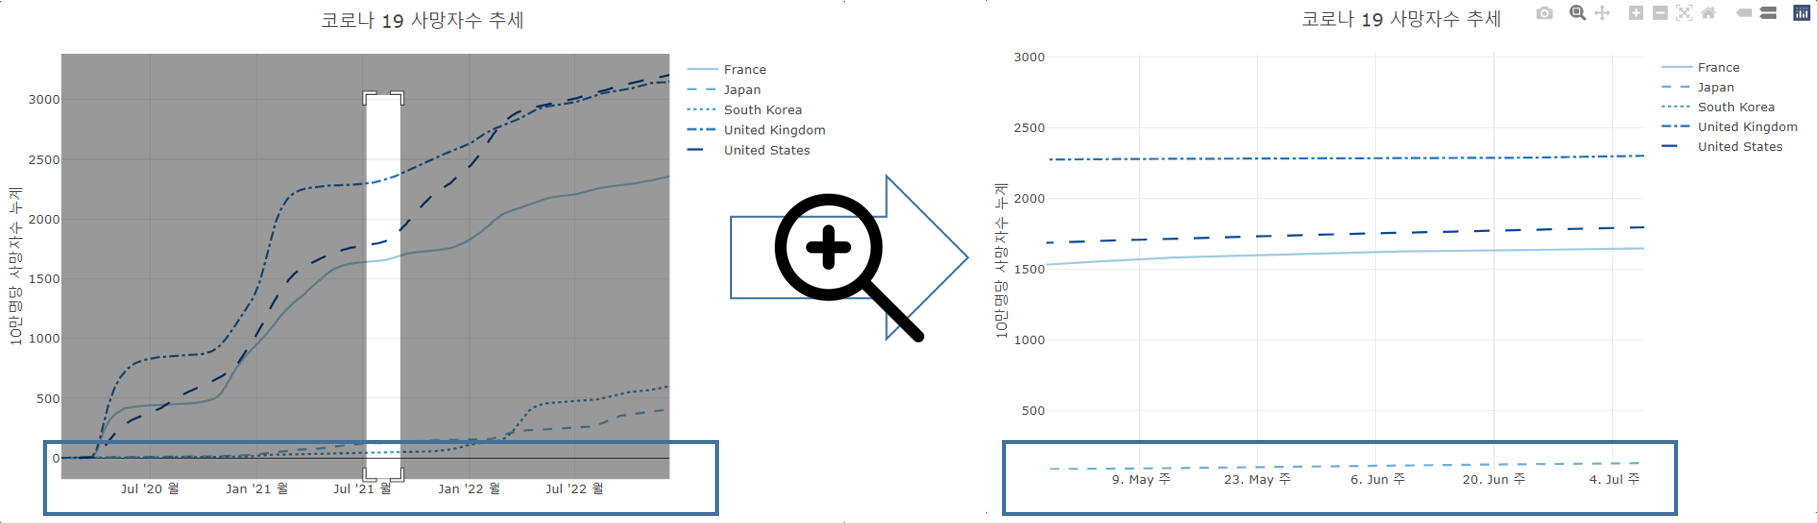 코로나 19 사망자수 추세
10만명당 사망자수 누계
3000
2500
2000
1500
1000
500
0
Jul '20 월
Jan '21 월
Jul '21 월
Jan '22 월
Jul '22 월
France
Japan
South Korea
United Kingdom
United States
코로나 19 사망자수 추세
10만명당 사망자수 누계
3000
2500
2000
1500
1000
500
9. May 주
23. May 주
6. Jun 주
20. Jun 주
4. Jul 주
France
Japan
South Korea
United Kingdom
United States